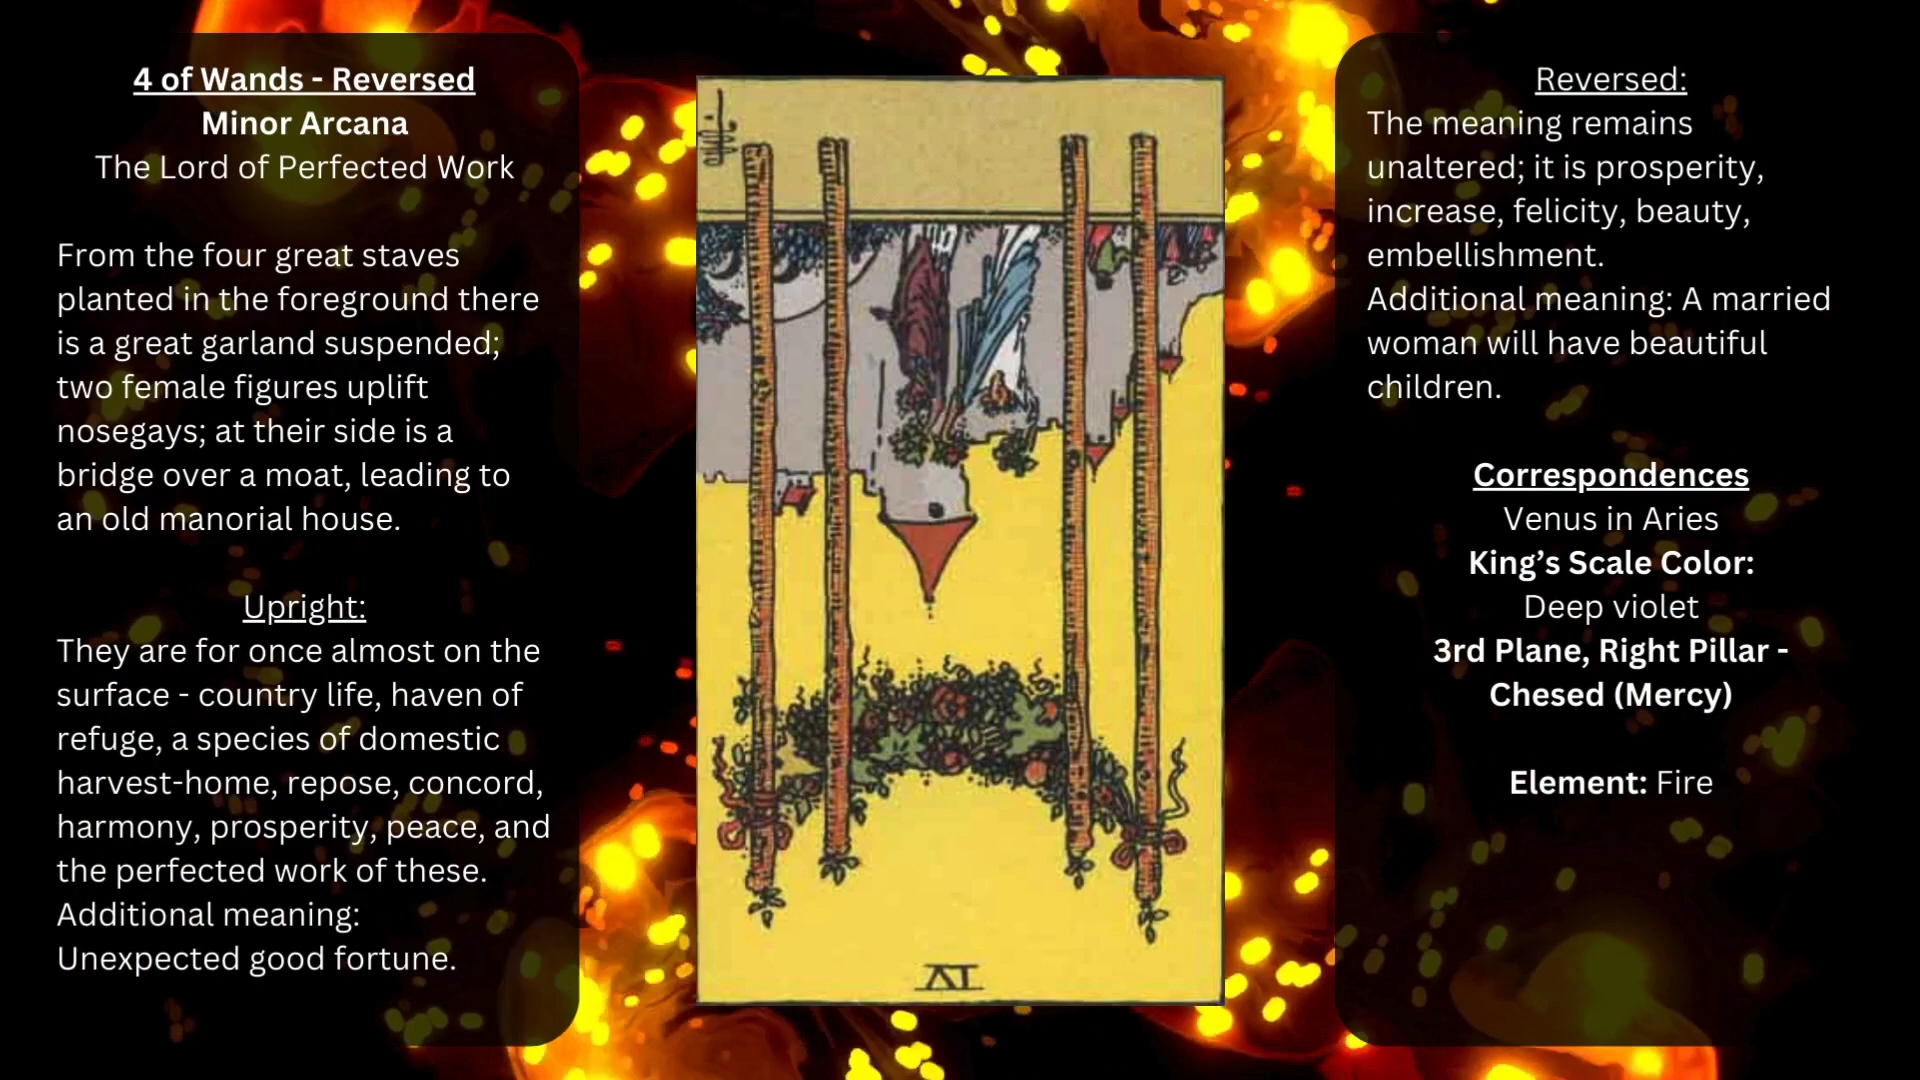 4 of Wands - Reversed
Minor Arcana
The Lord of Perfected Work
From the four great staves
planted in the foreground there
is a great garland suspended;
two female figures uplift
nosegays; at their side is a
bridge over a moat, leading to
an old manorial house.
Upright:
They are for once almost on the
surface - country life, haven of
refuge, a species of domestic
harvest-home, repose, concord,
harmony, prosperity, peace, and
the perfected work of these.
Additional meaning:
Unexpected good fortune.
IV
Reversed:
The meaning remains
unaltered; it is prosperity,
increase, felicity, beauty,
embellishment.
Additional meaning: A married
woman will have beautiful
children.
Correspondences
Venus in Aries
King’s Scale Color:
Deep violet
3rd Plane, Right Pillar -
Chesed (Mercy)
Element: Fire